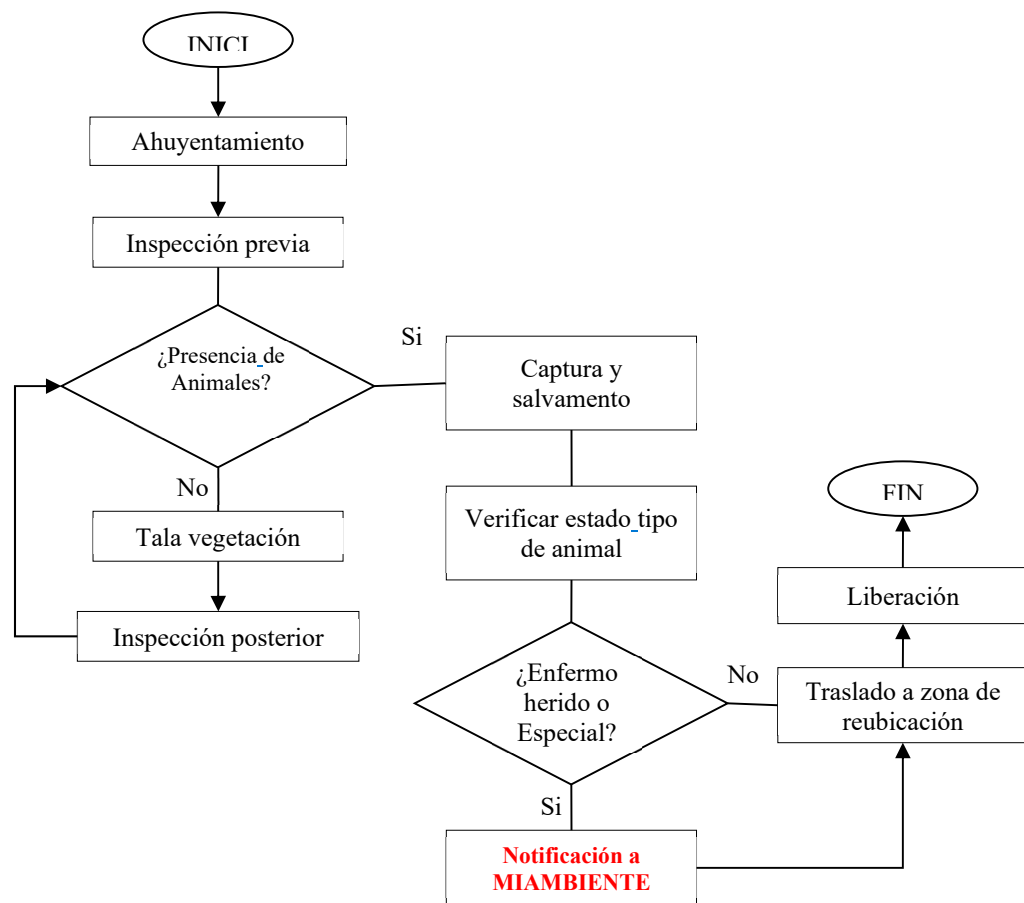 INICI
Ahuyentamiento
Inspección previa
¿Presencia de
Animales?
Si
Captura y
salvamento
No
Tala vegetación
Inspección posterior
Verificar estado tipo
de animal
¿Enfermo
herido o
Especial?
No
Si
Notificación a
MIAMBIENTE
Traslado a zona de
reubicación
Liberación
FIN